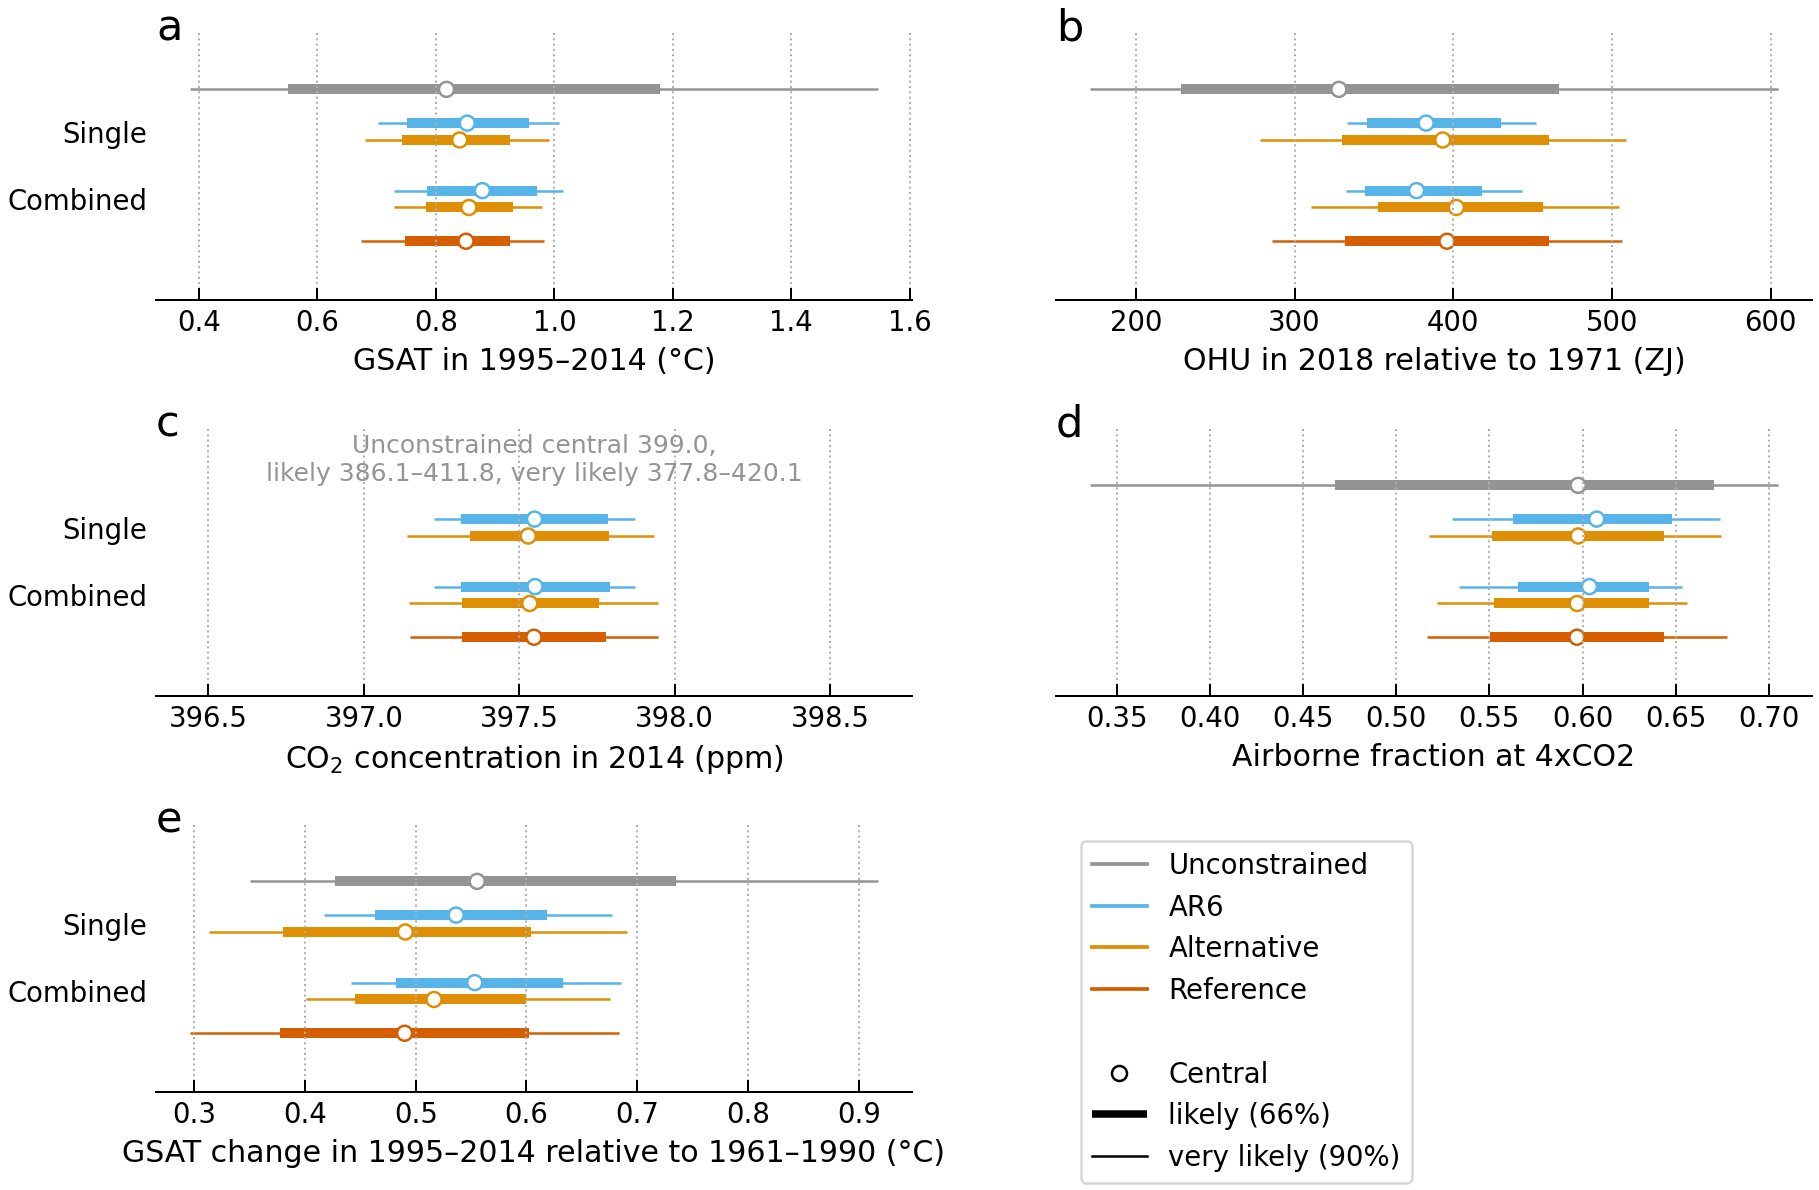 a
Single
Combined
0.4 0.6 0.8 1.0 1.2 1.4 1.6
GSAT in 1995–2014 (°C)
b
200 300 400 500 600
OHU in 2018 relative to 1971 (ZJ)
c
Unconstrained central 399.0,
likely 386.1–411.8, very likely 377.8–420.1
Single
Combined
396.5 397.0 397.5 398.0 398.5
CO₂ concentration in 2014 (ppm)
d
0.35 0.40 0.45 0.50 0.55 0.60 0.65 0.70
Airborne fraction at 4xCO2
e
Single
Combined
0.3 0.4 0.5 0.6 0.7 0.8 0.9
GSAT change in 1995–2014 relative to 1961–1990 (°C)
Unconstrained
AR6
Alternative
Reference
Central
likely (66%)
very likely (90%)